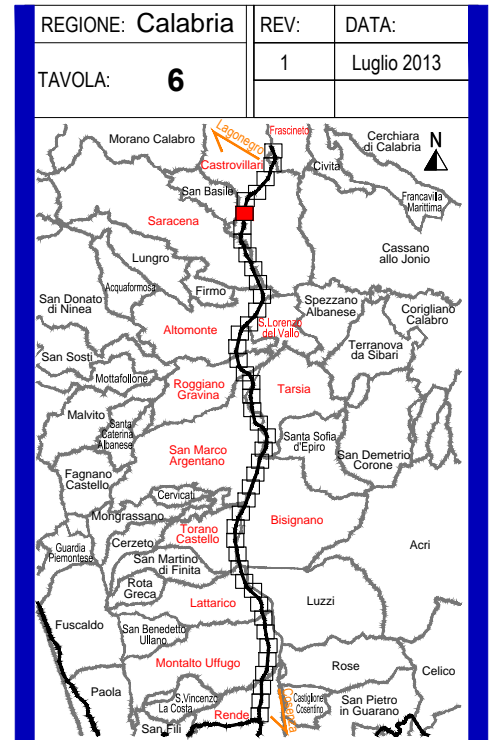 REGIONE: Calabria
REV:
DATA:
TAVOLA: 6
1
Luglio 2013
Lagonegro
Frascineto
Morano Calabro
Cerchiara
di Calabria
N
Castrovillari
Civita
San Basile
Francavilla
Marittima
Saracena
Cassano
allo Jonio
Lungro
Acquaformosa
Firmo
San Donato
di Ninea
Spezzano
Albanese
Corigliano
Calabro
Altomonte
S.Lorenzo
del Vallo
Terranova
da Sibari
San Sosti
Mottafollone
Roggiano
Gravina
Tarsia
Malvito
Santa
Caterina
Albanese
Santa Sofia
d'Epiro
San Marco
Argentano
San Demetrio
Corone
Fagnano
Castello
Cervicati
Mongrassano
Bisignano
Torano
Castello
Guardia
Piemontese
Cerzeto
Acri
San Martino
di Finita
Rota
Greca
Lattarico
Luzzi
Fuscaldo
San Benedetto
Ullano
Montalto Uffugo
Rose
Celico
Paola
S.Vincenzo
La Costa
Cosenza
Castiglione
Cosentino
San Pietro
in Guarano
Rende
San Fili